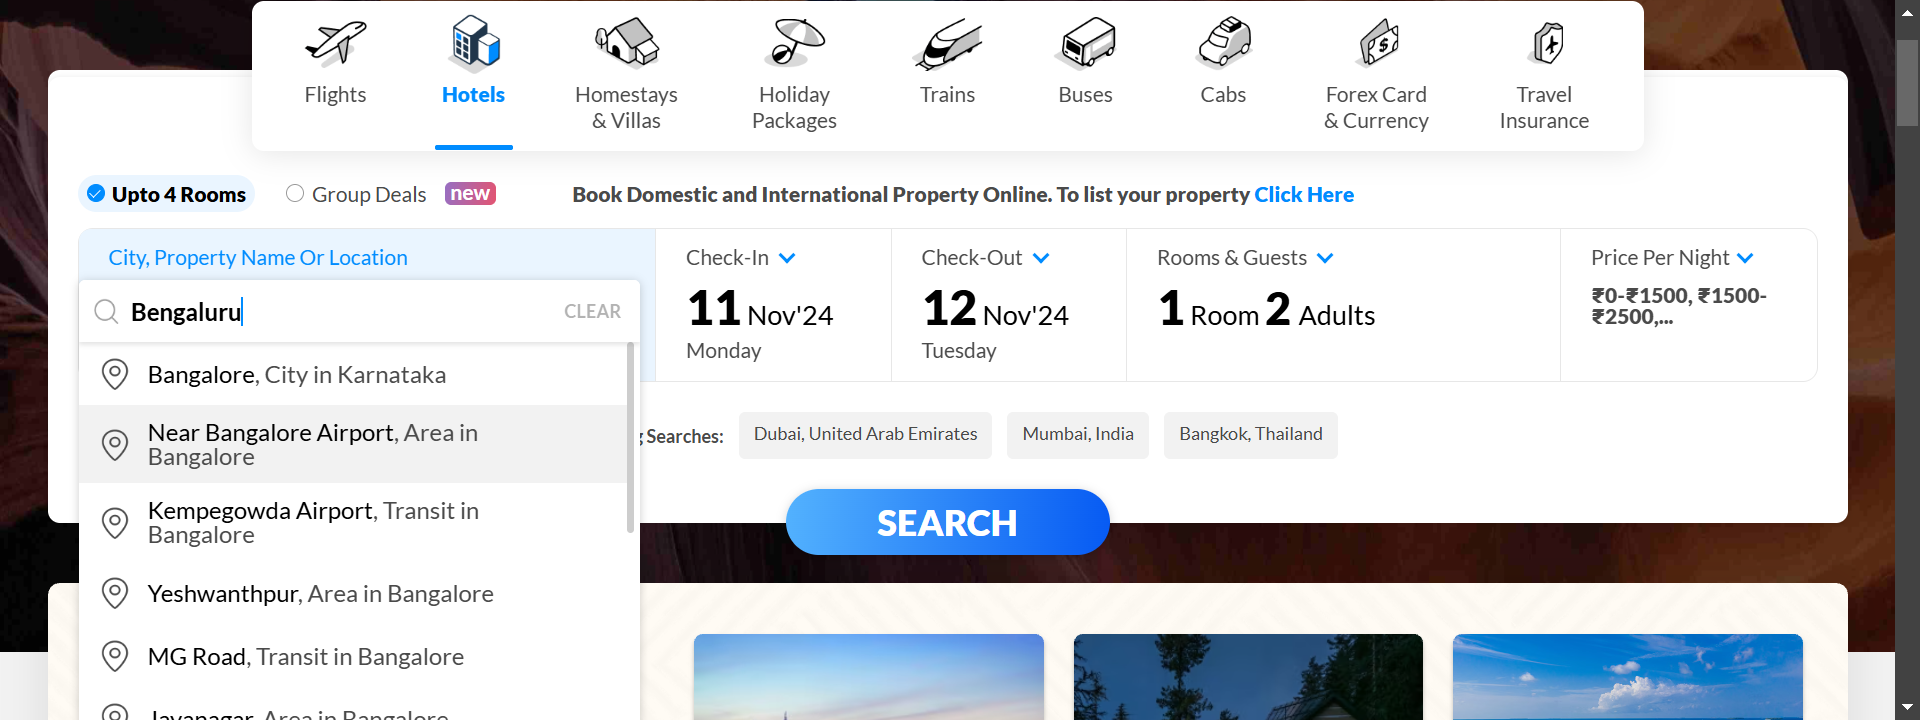 Flights
Hotels
Homestays
& Villas
Holiday
Packages
Trains
Buses
Cabs
Forex Card
& Currency
Travel
Insurance
Upto 4 Rooms
Group Deals
new
Book Domestic and International Property Online. To list your property Click Here
City, Property Name Or Location
Bengaluru
CLEAR
Bangalore, City in Karnataka
Near Bangalore Airport, Area in
Bangalore
Kempegowda Airport, Transit in
Bangalore
Yeshwanthpur, Area in Bangalore
MG Road, Transit in Bangalore
Jayanagar, Area in Bangalore
Check-In
11 Nov'24
Monday
Check-Out
12 Nov'24
Tuesday
Rooms & Guests
1 Room 2 Adults
Price Per Night
₹0-₹1500, ₹1500-
₹2500,...
Searches:
Dubai, United Arab Emirates
Mumbai, India
Bangkok, Thailand
SEARCH